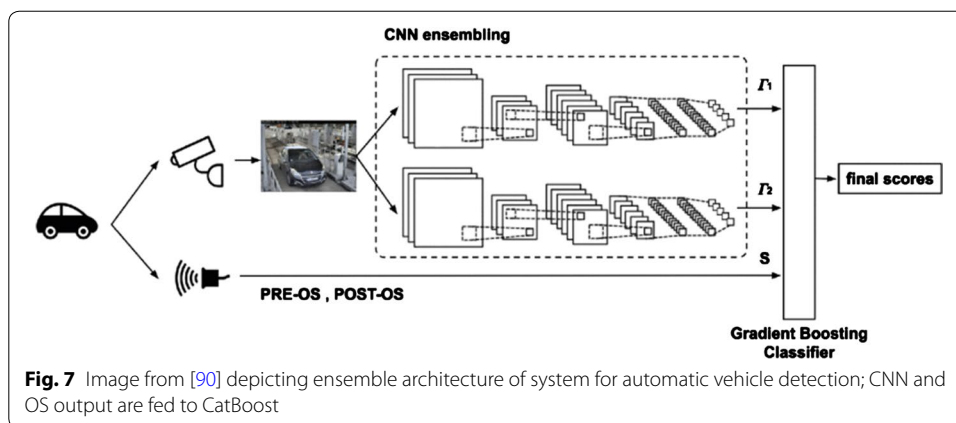 CNN ensembling
Γ1
Γ2
final scores
S
PRE-OS , POST-OS
Gradient Boosting
Classifier
Fig. 7 Image from [90] depicting ensemble architecture of system for automatic vehicle detection; CNN and
OS output are fed to CatBoost